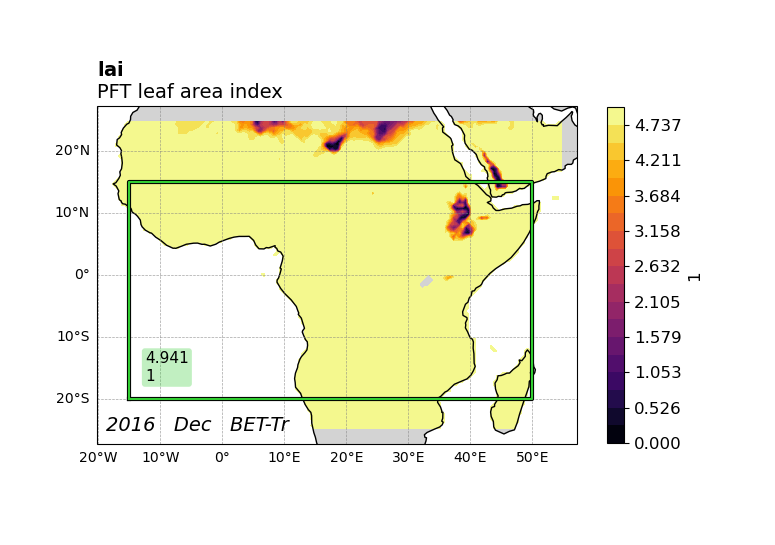 lai
PFT leaf area index
20°N
10°N
0°
10°S
20°S
20°W
10°W
0°
10°E
20°E
30°E
40°E
50°E
4.941
1
2016 Dec BET-Tr
4.737
4.211
3.684
3.158
2.632
2.105
1.579
1.053
0.526
0.000
1